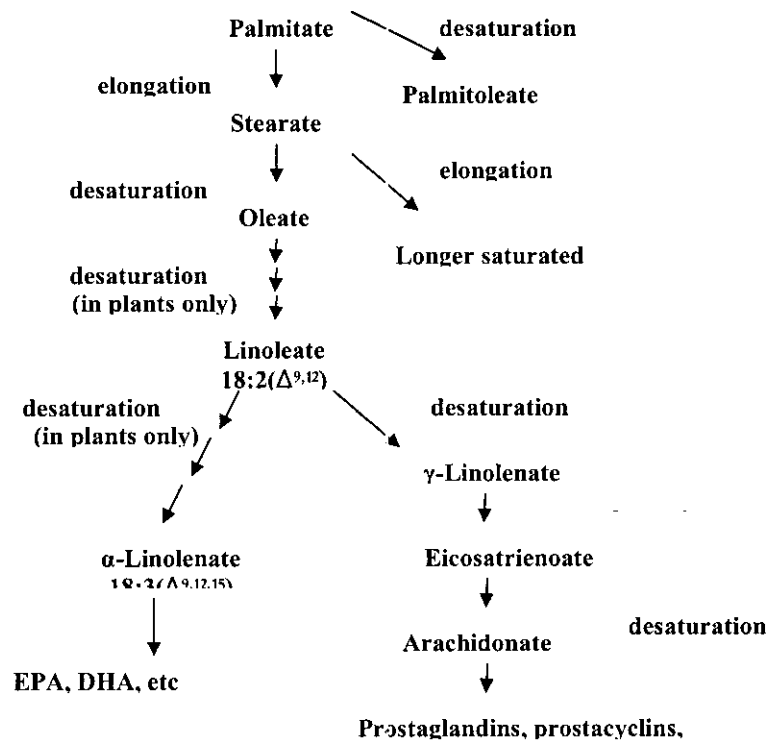 Palmitate desaturation
elongation
Palmitoleate
Stearate
elongation
desaturation
Oleate
Longer saturated
desaturation
(in plants only)
Linoleate
18:2(Δ9,12)
desaturation
(in plants only)
desaturation
γ-Linolenate
α-Linolenate
18:3(Δ9,12,15)
Eicosatrienoate
desaturation
Arachidonate
EPA, DHA, etc
Prostaglandins, prostacyclins,